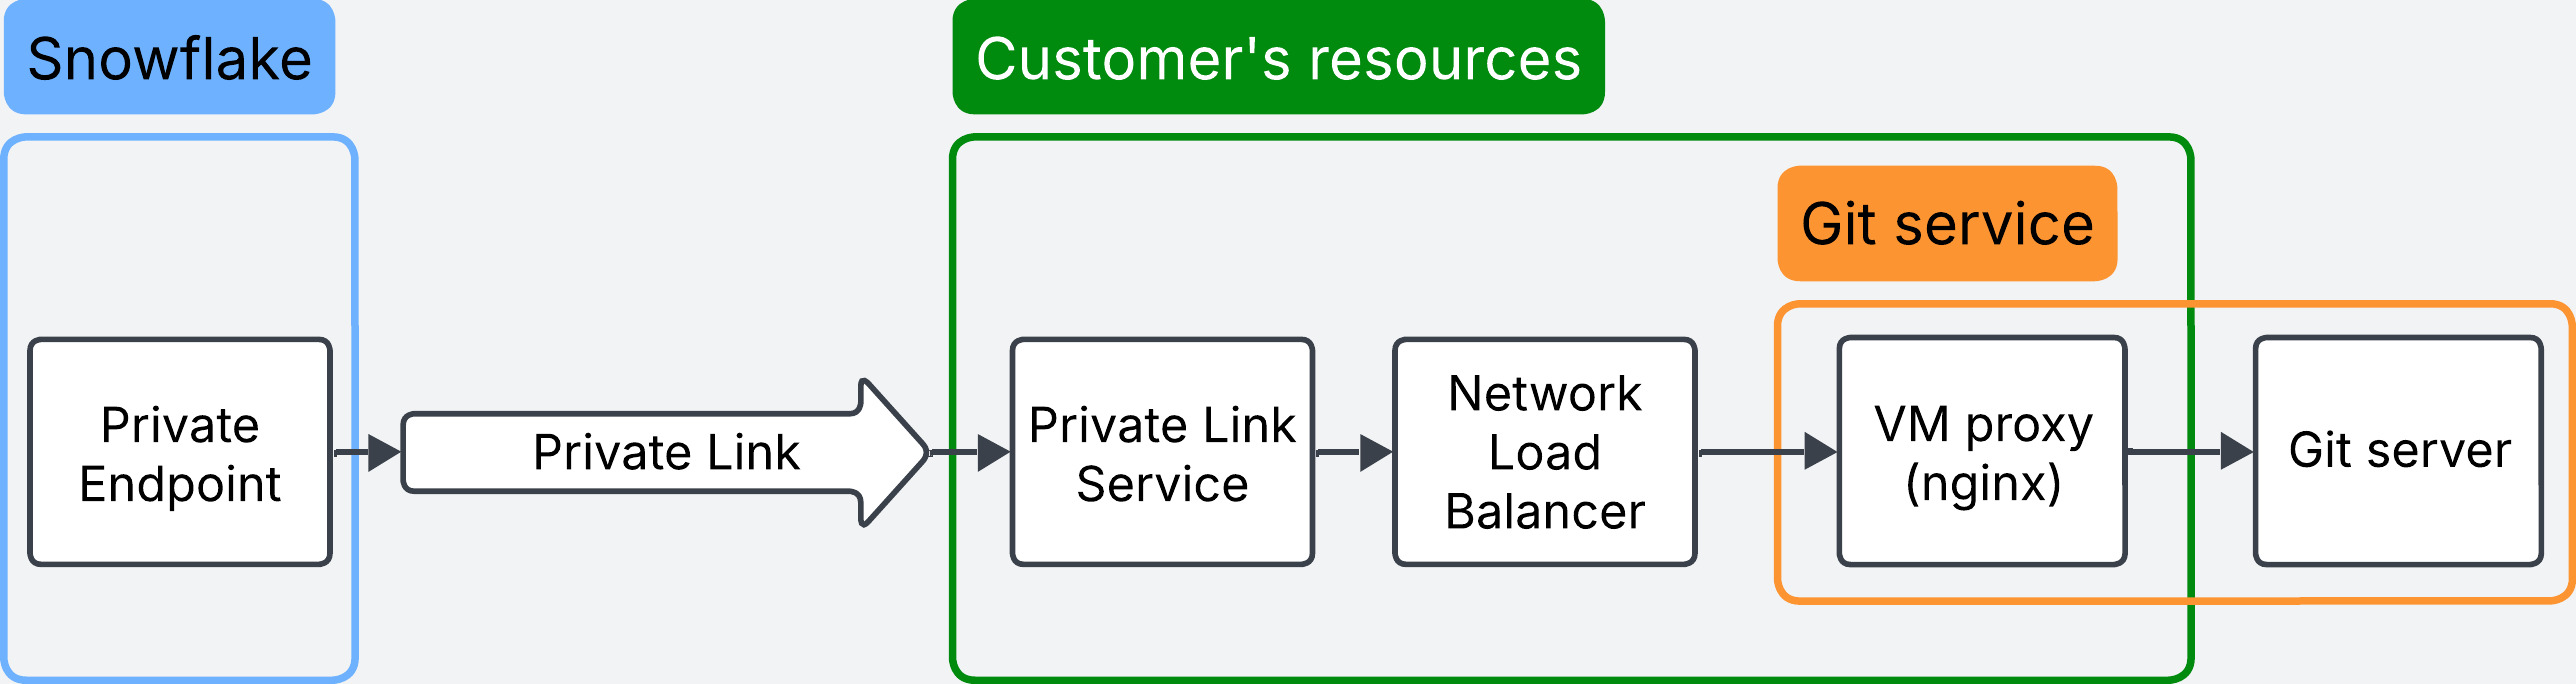 Snowflake
Customer's resources
Git service
Private
Endpoint
Private Link
Private Link
Service
Network
Load
Balancer
VM proxy
(nginx)
Git server